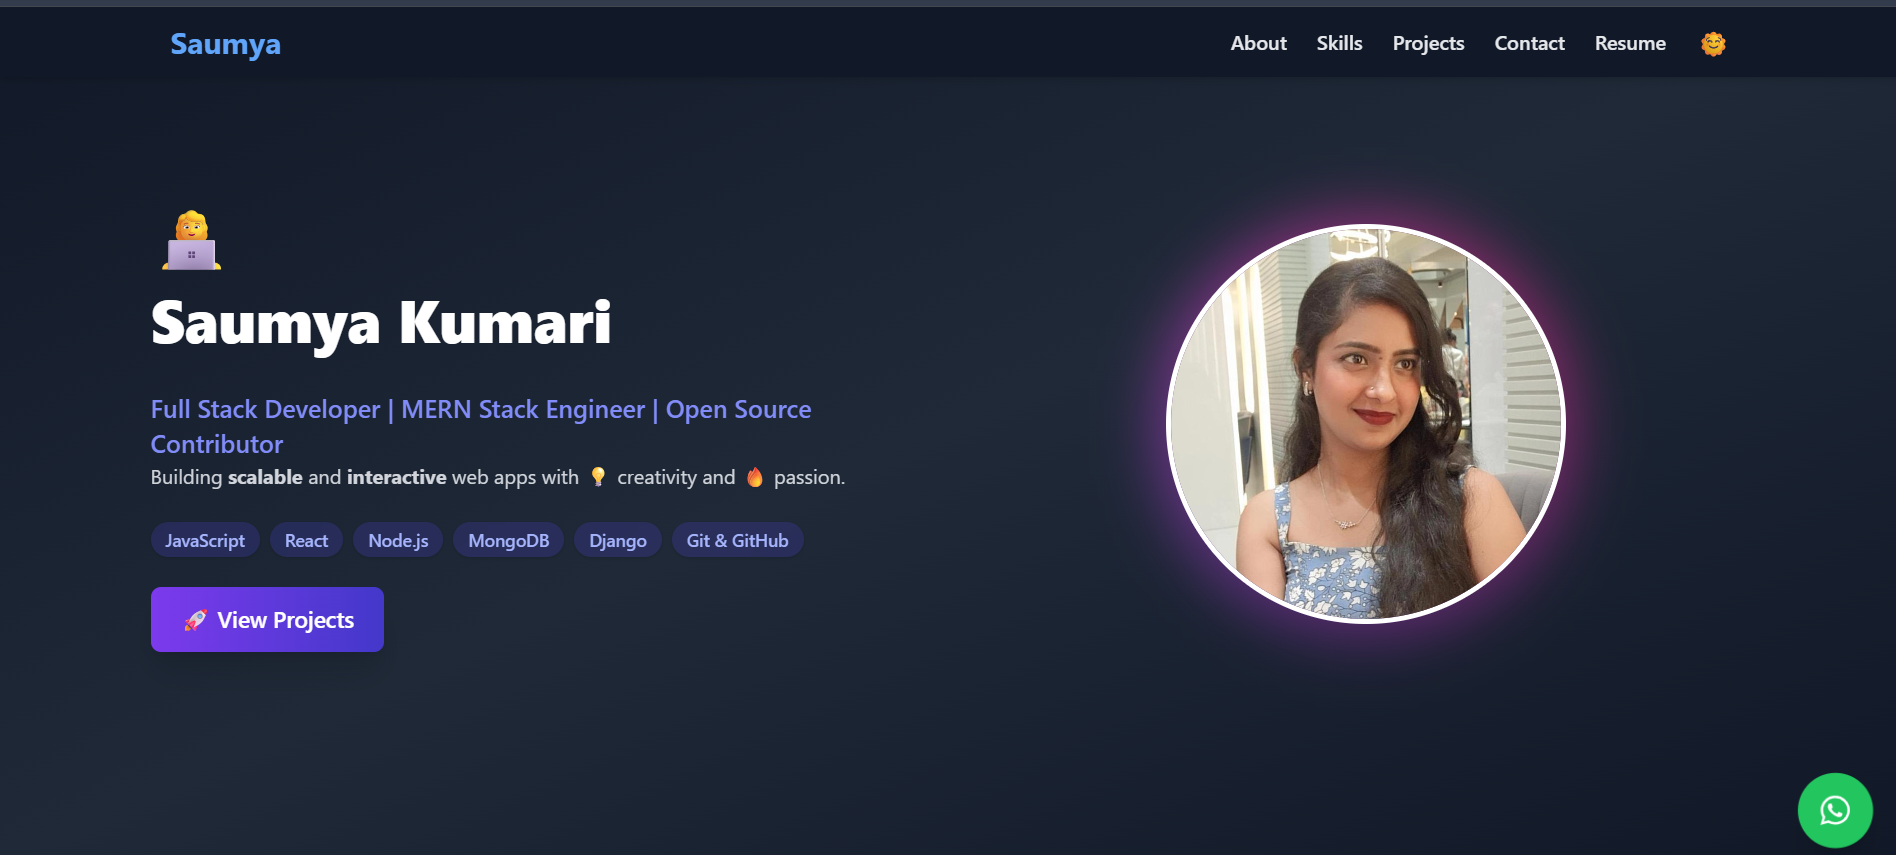 Saumya
About Skills Projects Contact Resume
Saumya Kumari
Full Stack Developer | MERN Stack Engineer | Open Source
Contributor
Building scalable and interactive web apps with 💡 creativity and 🔥 passion.
JavaScript React Node.js MongoDB Django Git & GitHub
🚀 View Projects